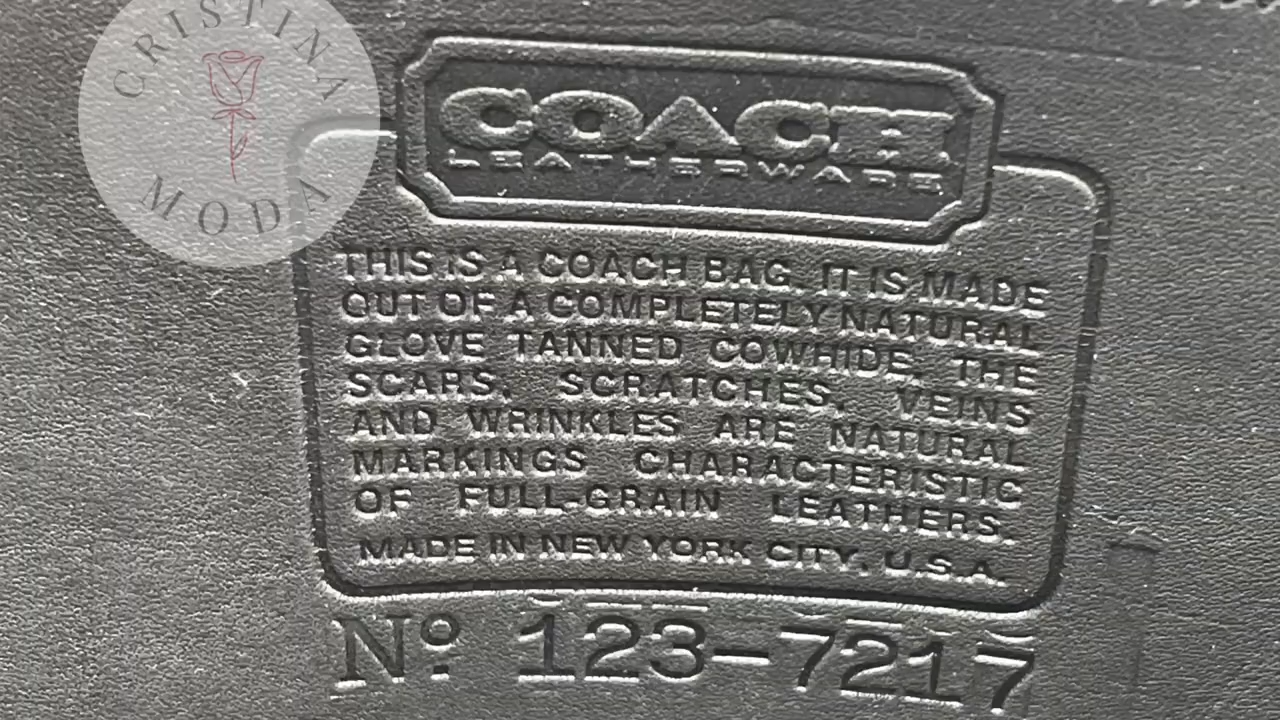 CRISTINA
MODA
COACH
LEATHERWARE
THIS IS A COACH BAG. IT IS MADE
OUT OF A COMPLETELY NATURAL
GLOVE TANNED COWHIDE. THE
SCARS, SCRATCHES, VEINS
AND WRINKLES ARE NATURAL
MARKINGS CHARACTERISTIC
OF FULL-GRAIN LEATHERS.
MADE IN NEW YORK CITY, U.S.A.
Nº 123-7217